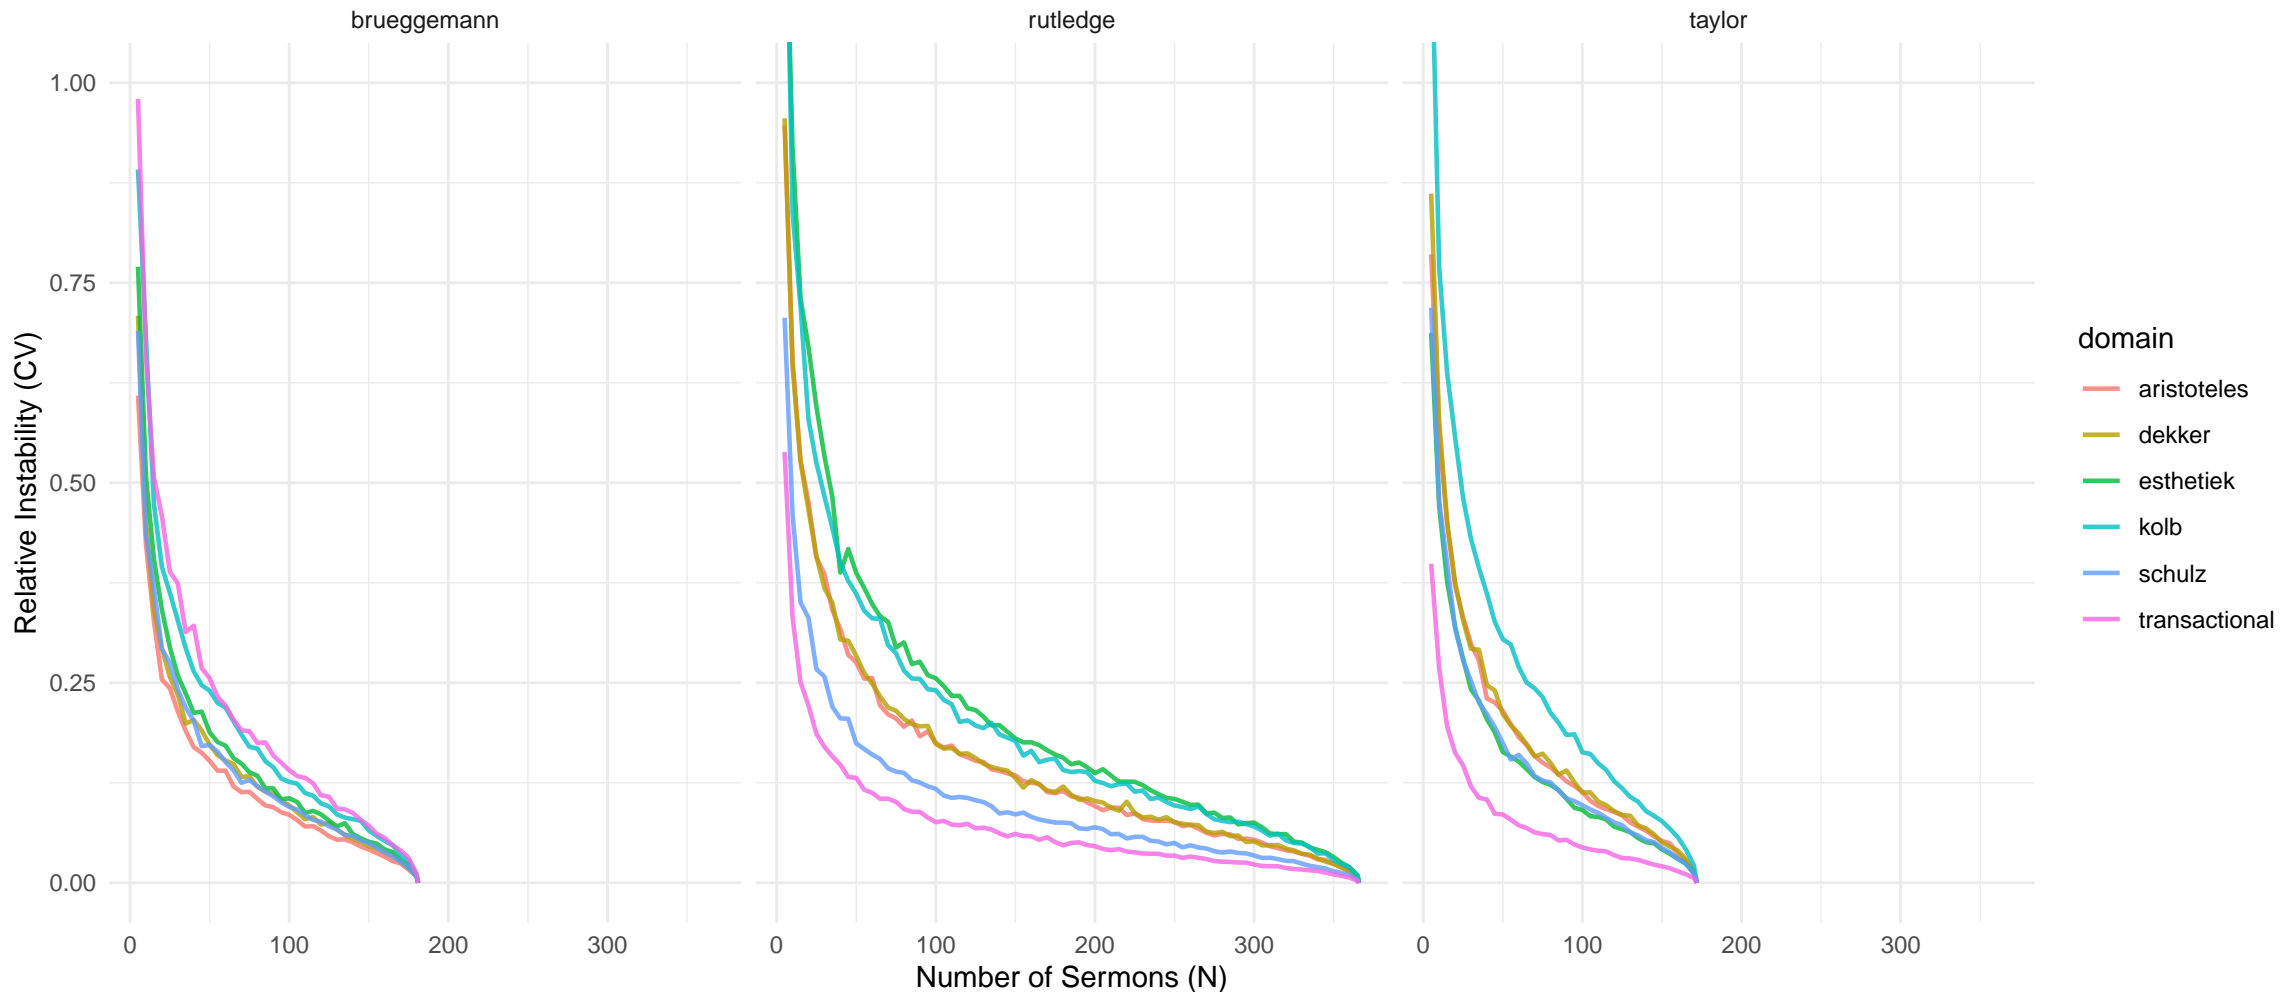 brueggemann rutledge taylor
1.00
0.75
0.50
0.25
0.00
Relative Instability (CV)
0 100 200 300 0 100 200 300 0 100 200 300
Number of Sermons (N)
domain
aristoteles
dekker
esthetiek
kolb
schulz
transactional